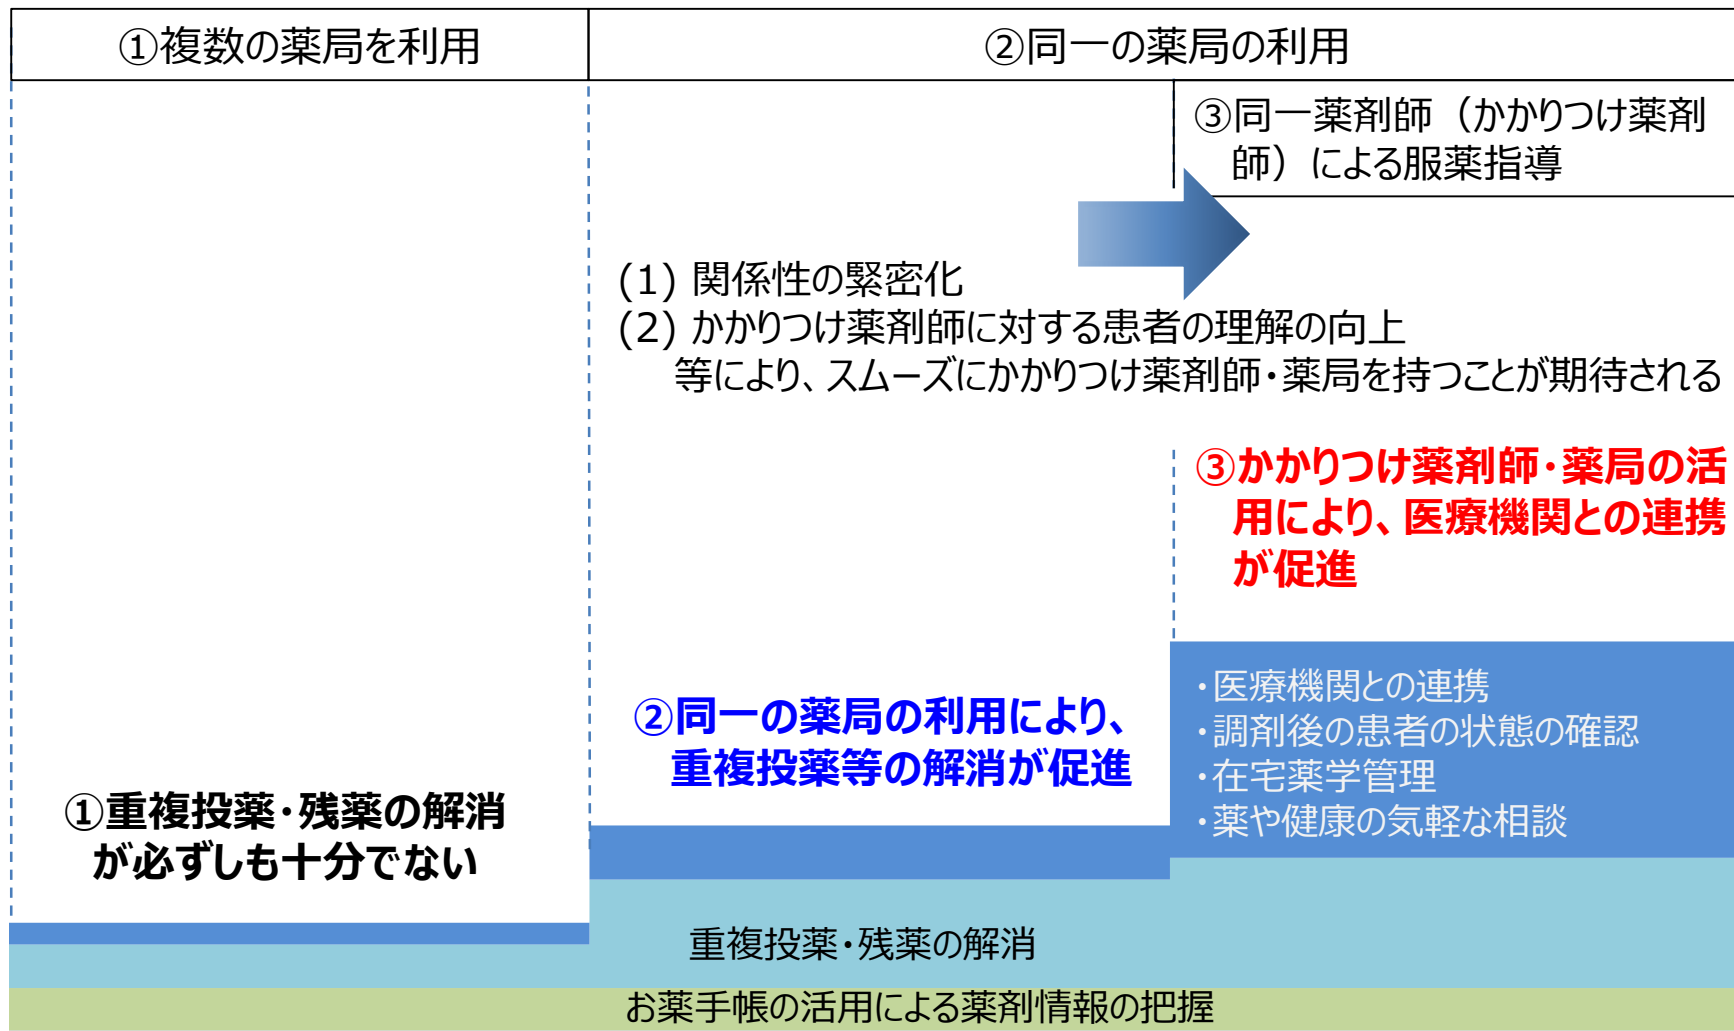 ①複数の薬局を利用
②同一の薬局の利用
③同一薬剤師（かかりつけ薬剤
師）による服薬指導
(1) 関係性の緊密化
(2) かかりつけ薬剤師に対する患者の理解の向上
等により、スムーズにかかりつけ薬剤師・薬局を持つことが期待される
③かかりつけ薬剤師・薬局の活
用により、医療機関との連携
が促進
②同一の薬局の利用により、
重複投薬等の解消が促進
①重複投薬・残薬の解消
が必ずしも十分でない
・医療機関との連携
・調剤後の患者の状態の確認
・在宅薬学管理
・薬や健康の気軽な相談
重複投薬・残薬の解消
お薬手帳の活用による薬剤情報の把握